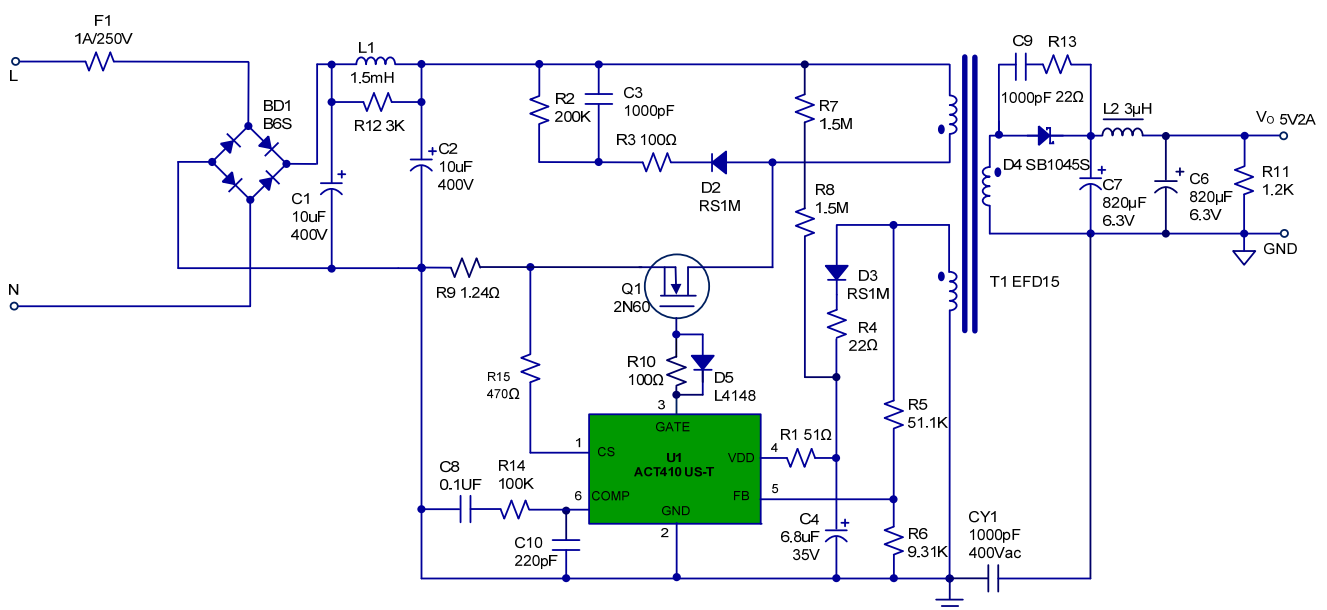 F1
1A/250V
L
BD1
B6S
L1
1.5mH
R12 3K
C1
10uF
400V
C2
10uF
400V
N
R2
200K
C3
1000pF
R3 100Ω
D2
RS1M
R7
1.5M
R8
1.5M
C9
R13
1000pF 22Ω
L2 3µH
VO 5V2A
D4 SB1045S
C7
820µF
6.3V
C6
820µF
6.3V
R11
1.2K
GND
T1 EFD15
R9 1.24Ω
Q1
2N60
D3
RS1M
R4
22Ω
R15
470Ω
R10
100Ω
D5
L4148
3
GATE
1
CS
U1
ACT410 US-T
VDD
4
R1 51Ω
R5
51.1K
C8
0.1UF
R14
100K
6
COMP
FB
5
GND
2
C10
220pF
C4
6.8uF
35V
R6
9.31K
CY1
1000pF
400Vac